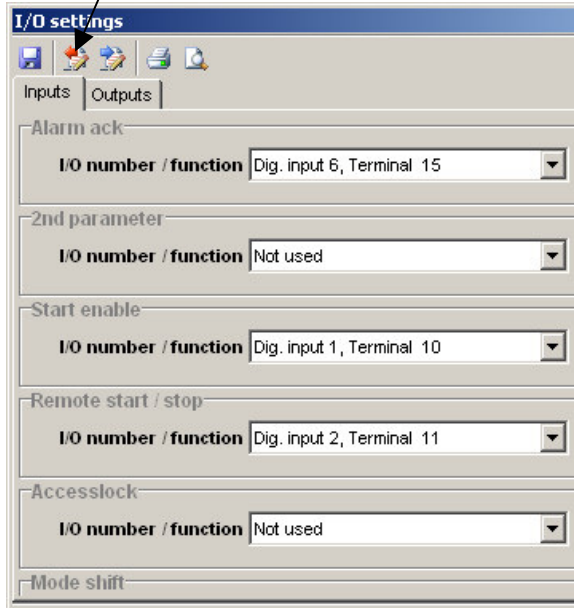 I/O settings
Inputs Outputs
Alarm ack
I/O number / function Dig. input 6, Terminal 15
2nd parameter
I/O number / function Not used
Start enable
I/O number / function Dig. input 1, Terminal 10
Remote start / stop
I/O number / function Dig. input 2, Terminal 11
Accesslock
I/O number / function Not used
Mode shift